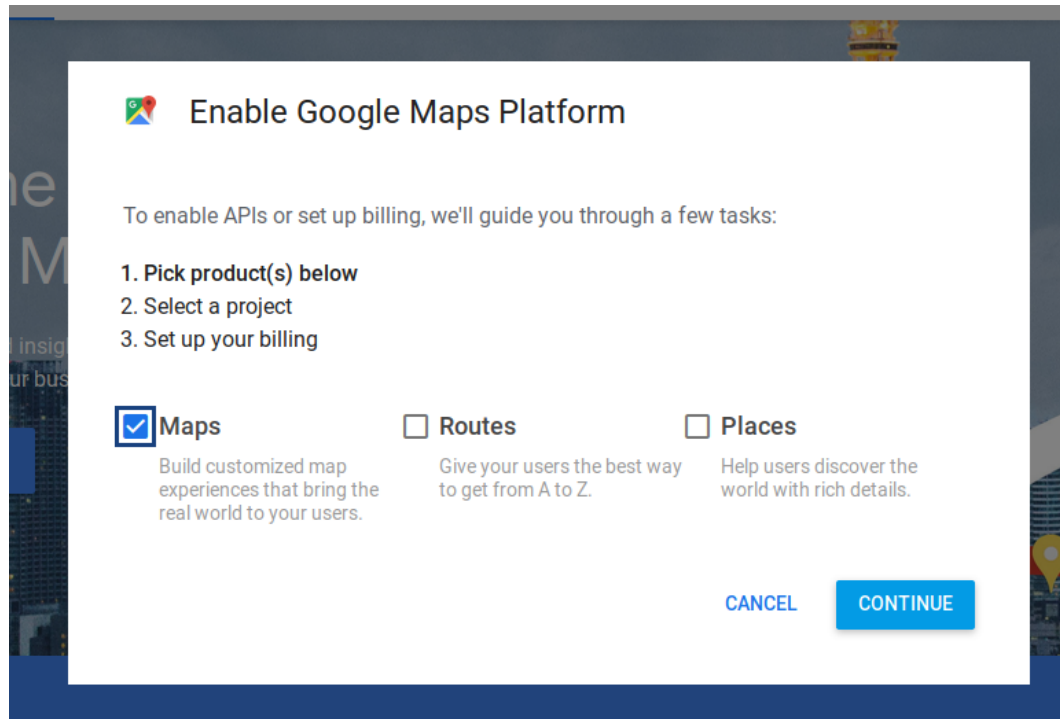 Enable Google Maps Platform
To enable APIs or set up billing, we'll guide you through a few tasks:
1. Pick product(s) below
2. Select a project
3. Set up your billing
Maps
Build customized map
experiences that bring the
real world to your users.
Routes
Give your users the best way
to get from A to Z.
Places
Help users discover the
world with rich details.
CANCEL
CONTINUE